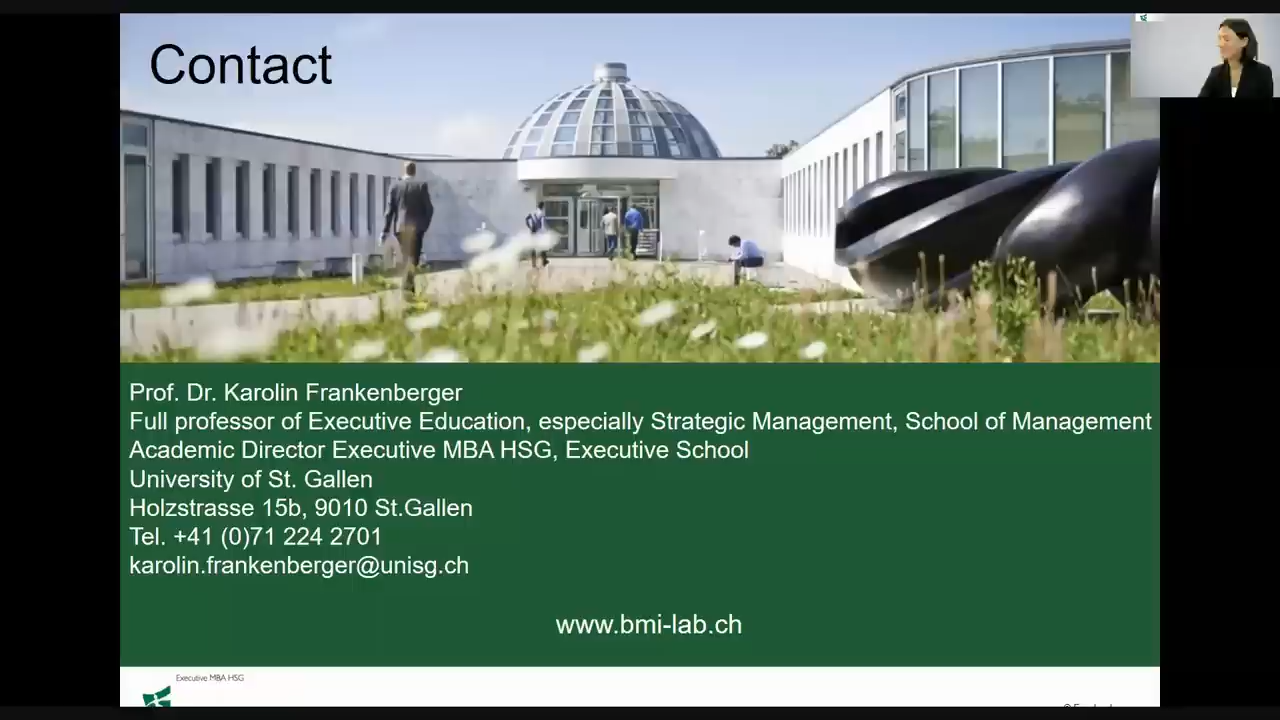 Contact
Prof. Dr. Karolin Frankenberger
Full professor of Executive Education, especially Strategic Management, School of Management
Academic Director Executive MBA HSG, Executive School
University of St. Gallen
Holzstrasse 15b, 9010 St.Gallen
Tel. +41 (0)71 224 2701
karolin.frankenberger@unisg.ch
www.bmi-lab.ch
Executive MBA HSG